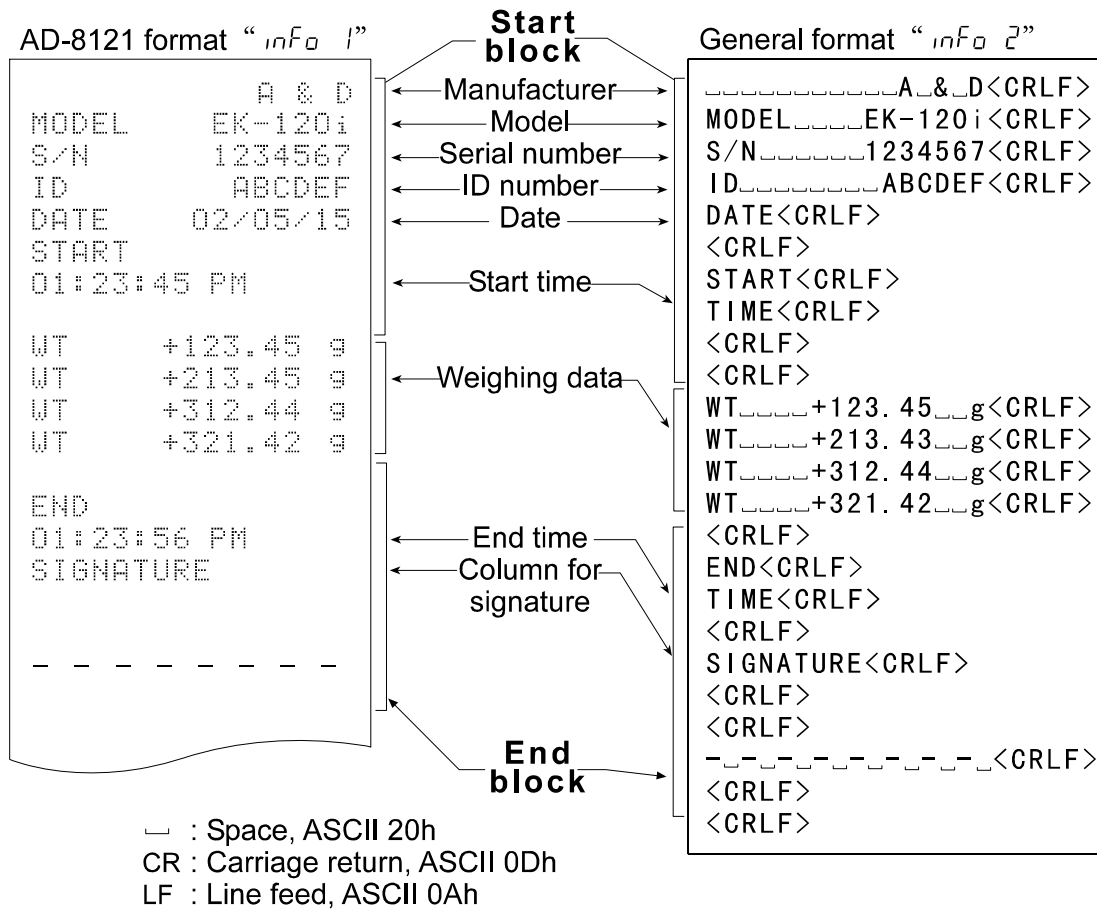 AD-8121 format “ inFo 1”
A & D
MODEL EK-120i
S/N 1234567
ID ABCDEF
DATE 02/05/15
START
01:23:45 PM
WT +123.45 g
WT +213.45 g
WT +312.44 g
WT +321.42 g
END
01:23:56 PM
SIGNATURE
_ _ _ _ _ _ _ _
Start
block
Manufacturer
Model
Serial number
ID number
Date
Start time
Weighing data
End time
Column for
signature
End
block
General format “ inFo 2”
␣␣␣␣␣␣␣␣␣␣␣A␣&␣D<CRLF>
MODEL␣␣␣␣EK-120i<CRLF>
S/N␣␣␣␣␣␣1234567<CRLF>
ID␣␣␣␣␣␣␣␣ABCDEF<CRLF>
DATE<CRLF>
<CRLF>
START<CRLF>
TIME<CRLF>
<CRLF>
<CRLF>
WT␣␣␣␣+123.45␣␣g<CRLF>
WT␣␣␣␣+213.43␣␣g<CRLF>
WT␣␣␣␣+312.44␣␣g<CRLF>
WT␣␣␣␣+321.42␣␣g<CRLF>
<CRLF>
END<CRLF>
TIME<CRLF>
<CRLF>
SIGNATURE<CRLF>
<CRLF>
<CRLF>
-␣-␣-␣-␣-␣-␣-␣-␣<CRLF>
<CRLF>
<CRLF>
␣ : Space, ASCII 20h
CR : Carriage return, ASCII 0Dh
LF : Line feed, ASCII 0Ah